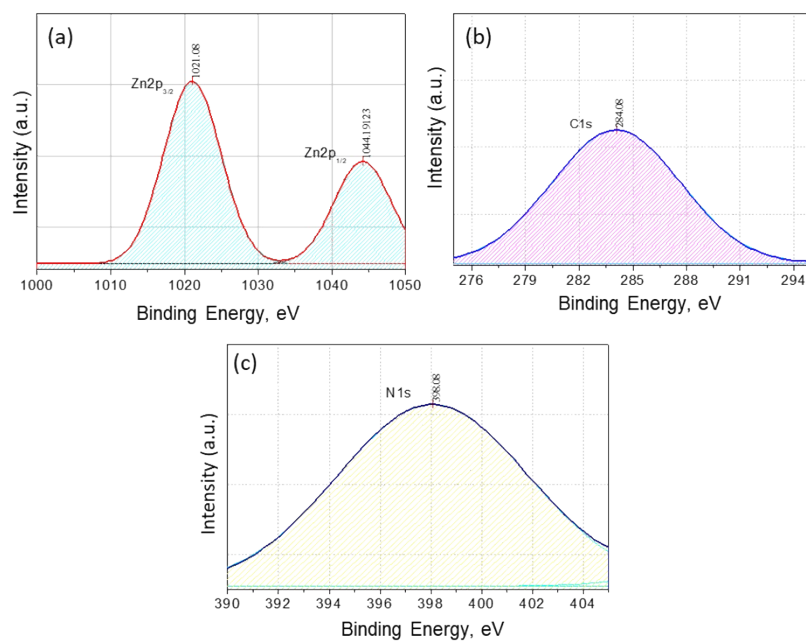 (a)
Intensity (a.u.)
Zn2p3/2
1021.08
Zn2p1/2
1044.19123
1000 1010 1020 1030 1040 1050
Binding Energy, eV
(b)
Intensity (a.u.)
C1s
284.08
276 279 282 285 288 291 294
Binding Energy, eV
(c)
Intensity (a.u.)
N1s
398.08
390 392 394 396 398 400 402 404
Binding Energy, eV